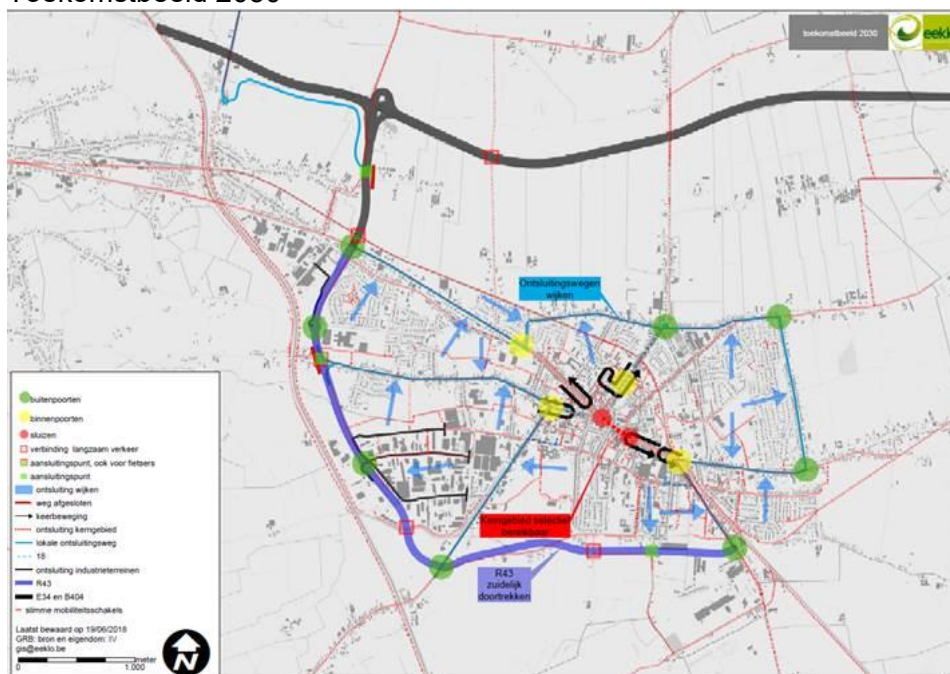 Toekomstbeeld 2030
toekomstbeeld 2030
eeklo
Ontsluitingswegen
wijken
Kerngebied selectief
bereikbaar
R43
zuidelijk
doortrekken
buitenpoorten
binnenpoorten
sluizen
verbinding langzaam verkeer
aansluitingspunt, ook voor fietsers
aansluitingspunt
ontsluiting wijken
weg afgesloten
keerbeweging
ontsluiting kerngebied
lokale ontsluitingsweg
18
ontsluiting industrieterreinen
R43
E34 en B404
slimme mobiliteitsschakels
Laatst bewaard op 19/06/2018
GRB: bron en eigendom: IV
gis@eeklo.be
meter
0 1.000
N